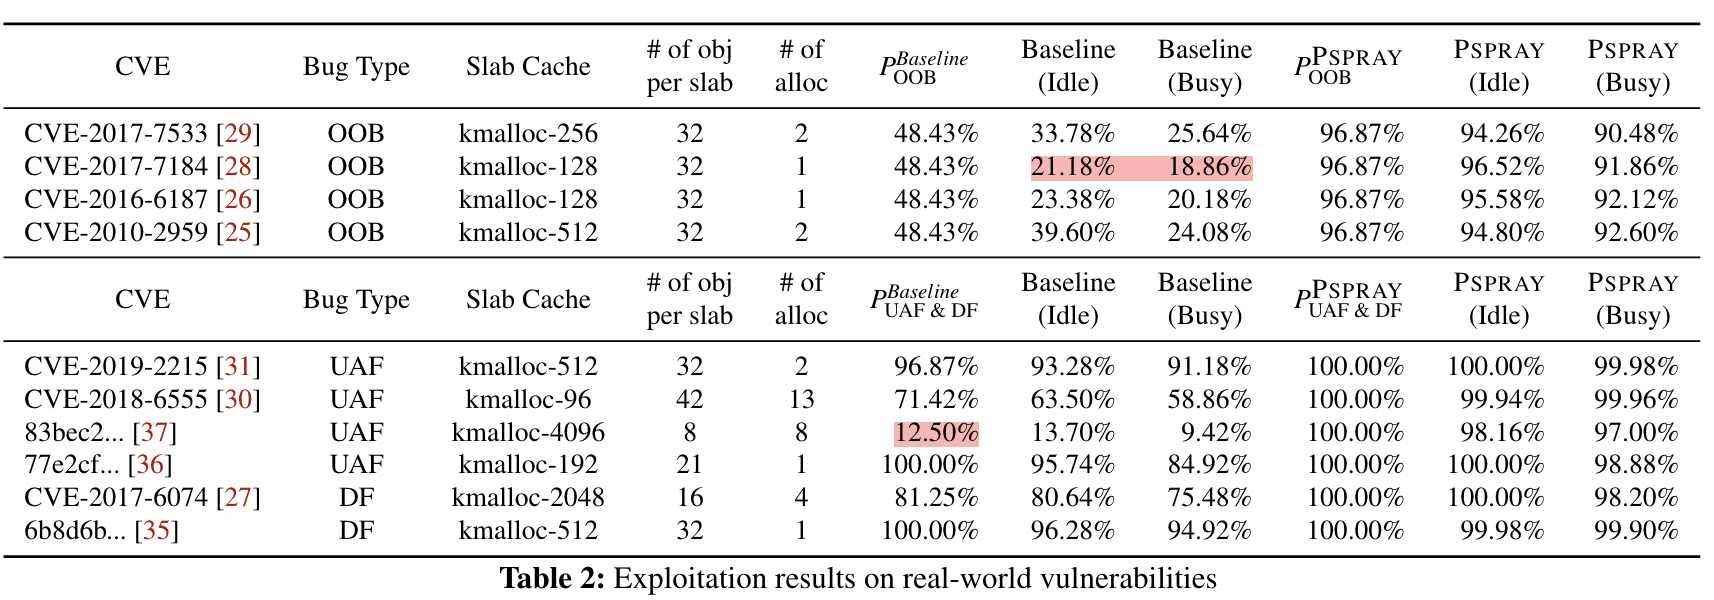 CVE Bug Type Slab Cache # of obj per slab # of alloc P_OOB^Baseline Baseline (Idle) Baseline (Busy) P_OOB^PSPRAY PSPRAY (Idle) PSPRAY (Busy)
CVE-2017-7533 [29] OOB kmalloc-256 32 2 48.43% 33.78% 25.64% 96.87% 94.26% 90.48%
CVE-2017-7184 [28] OOB kmalloc-128 32 1 48.43% 21.18% 18.86% 96.87% 96.52% 91.86%
CVE-2016-6187 [26] OOB kmalloc-128 32 1 48.43% 23.38% 20.18% 96.87% 95.58% 92.12%
CVE-2010-2959 [25] OOB kmalloc-512 32 2 48.43% 39.60% 24.08% 96.87% 94.80% 92.60%
CVE Bug Type Slab Cache # of obj per slab # of alloc P_UAF & DF^Baseline Baseline (Idle) Baseline (Busy) P_UAF & DF^PSPRAY PSPRAY (Idle) PSPRAY (Busy)
CVE-2019-2215 [31] UAF kmalloc-512 32 2 96.87% 93.28% 91.18% 100.00% 100.00% 99.98%
CVE-2018-6555 [30] UAF kmalloc-96 42 13 71.42% 63.50% 58.86% 100.00% 99.94% 99.96%
83bec2... [37] UAF kmalloc-4096 8 8 12.50% 13.70% 9.42% 100.00% 98.16% 97.00%
77e2cf... [36] UAF kmalloc-192 21 1 100.00% 95.74% 84.92% 100.00% 100.00% 98.88%
CVE-2017-6074 [27] DF kmalloc-2048 16 4 81.25% 80.64% 75.48% 100.00% 100.00% 98.20%
6b8d6b... [35] DF kmalloc-512 32 1 100.00% 96.28% 94.92% 100.00% 99.98% 99.90%
Table 2: Exploitation results on real-world vulnerabilities